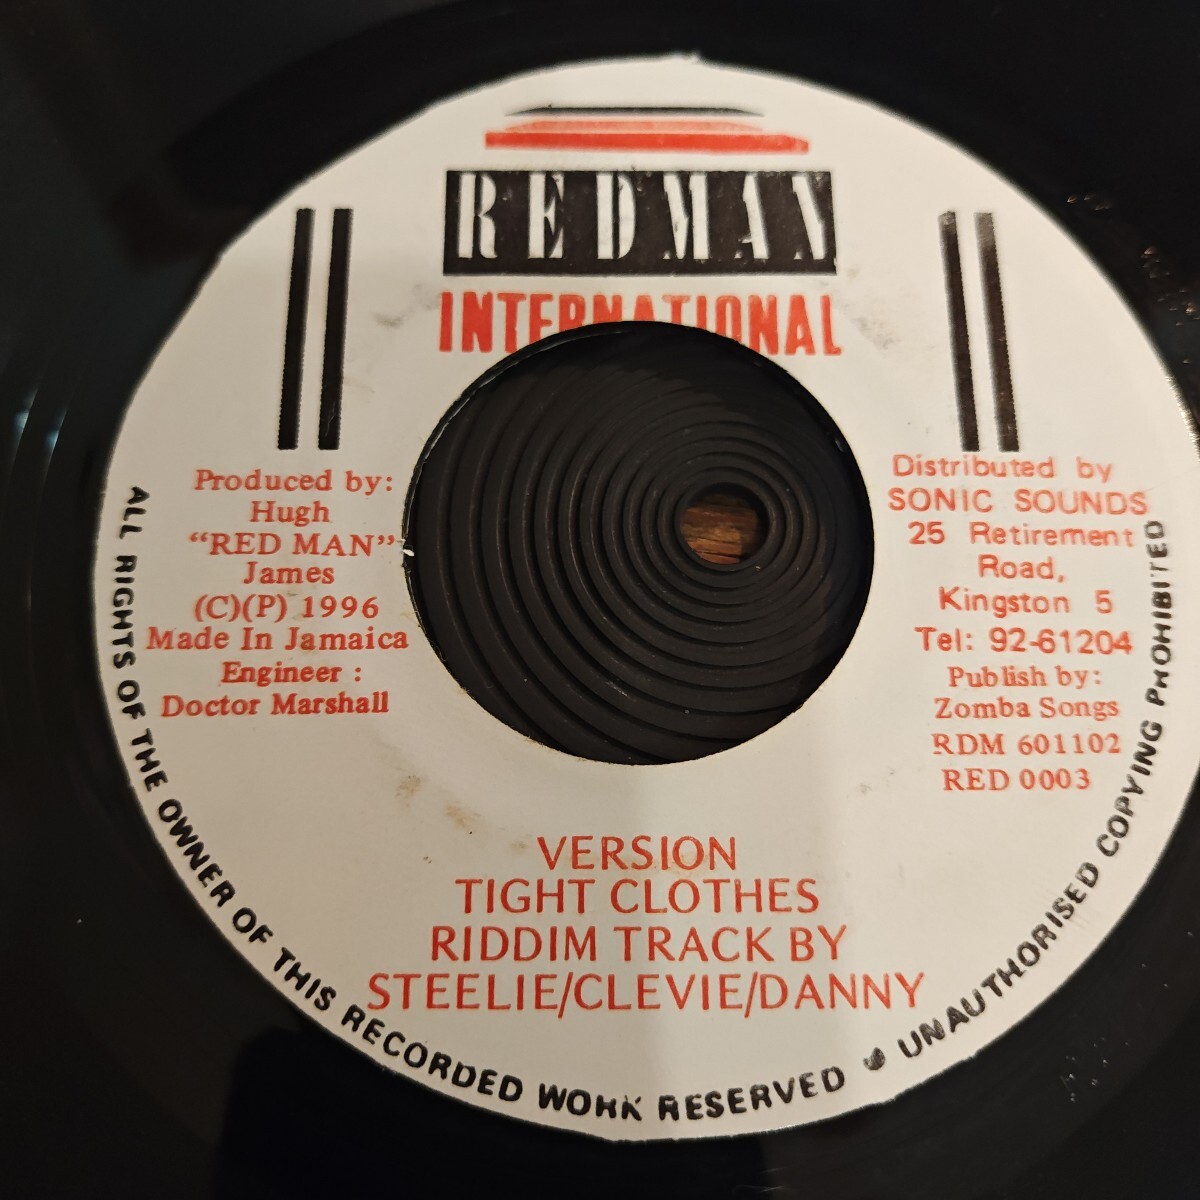 REDMAN
INTERNATIONAL
Produced by:
Hugh
"RED MAN"
James
(C)(P) 1996
Made In Jamaica
Engineer :
Doctor Marshall
Distributed by
SONIC SOUNDS
25 Retirement
Road,
Kingston 5
Tel: 92-61204
Publish by:
Zomba Songs
RDM 601102
RED 0003
VERSION
TIGHT CLOTHES
RIDDIM TRACK BY
STEELIE/CLEVIE/DANNY
ALL RIGHTS OF THE OWNER OF THIS RECORDED WORK RESERVED • UNAUTHORISED COPYING PROHIBITED